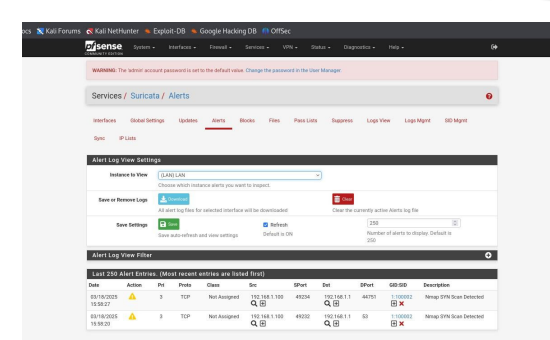 ocs Kali Forums Kali NetHunter Exploit-DB Google Hacking DB OffSec
pfsense COMMUNITY EDITION System Interfaces Firewall Services VPN Status Diagnostics Help
WARNING: The 'admin' account password is set to the default value. Change the password in the User Manager.
Services / Suricata / Alerts
Interfaces Global Settings Updates Alerts Blocks Files Pass Lists Suppress Logs View Logs Mgmt SID Mgmt
Sync IP Lists
Alert Log View Settings
Instance to View (LAN) LAN
Choose which instance alerts you want to inspect.
Save or Remove Logs Download Clear
All alert log files for selected interface will be downloaded Clear the currently active Alerts log file
Save Settings Save Refresh 250
Save auto-refresh and view settings Default is ON Number of alerts to display. Default is
250
Alert Log View Filter
Last 250 Alert Entries. (Most recent entries are listed first)
Date Action Pri Proto Class Src SPort Dst DPort GID:SID Description
03/18/2025 1 TCP Not Assigned 192.168.1.100 49234 192.168.1.1 44751 1:100002 Nmap SYN Scan Detected
15:58:27
03/18/2025 3 TCP Not Assigned 192.168.1.100 49232 192.168.1.1 53 1:100002 Nmap SYN Scan Detected
15:58:20